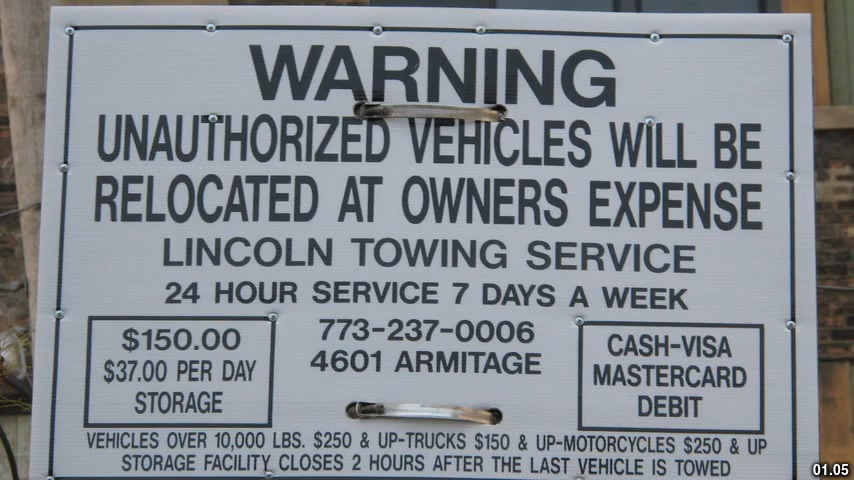 WARNING
UNAUTHORIZED VEHICLES WILL BE
RELOCATED AT OWNERS EXPENSE
LINCOLN TOWING SERVICE
24 HOUR SERVICE 7 DAYS A WEEK
$150.00
$37.00 PER DAY
STORAGE
773-237-0006
4601 ARMITAGE
CASH-VISA
MASTERCARD
DEBIT
VEHICLES OVER 10,000 LBS. $250 & UP-TRUCKS $150 & UP-MOTORCYCLES $250 & UP
STORAGE FACILITY CLOSES 2 HOURS AFTER THE LAST VEHICLE IS TOWED
01.05